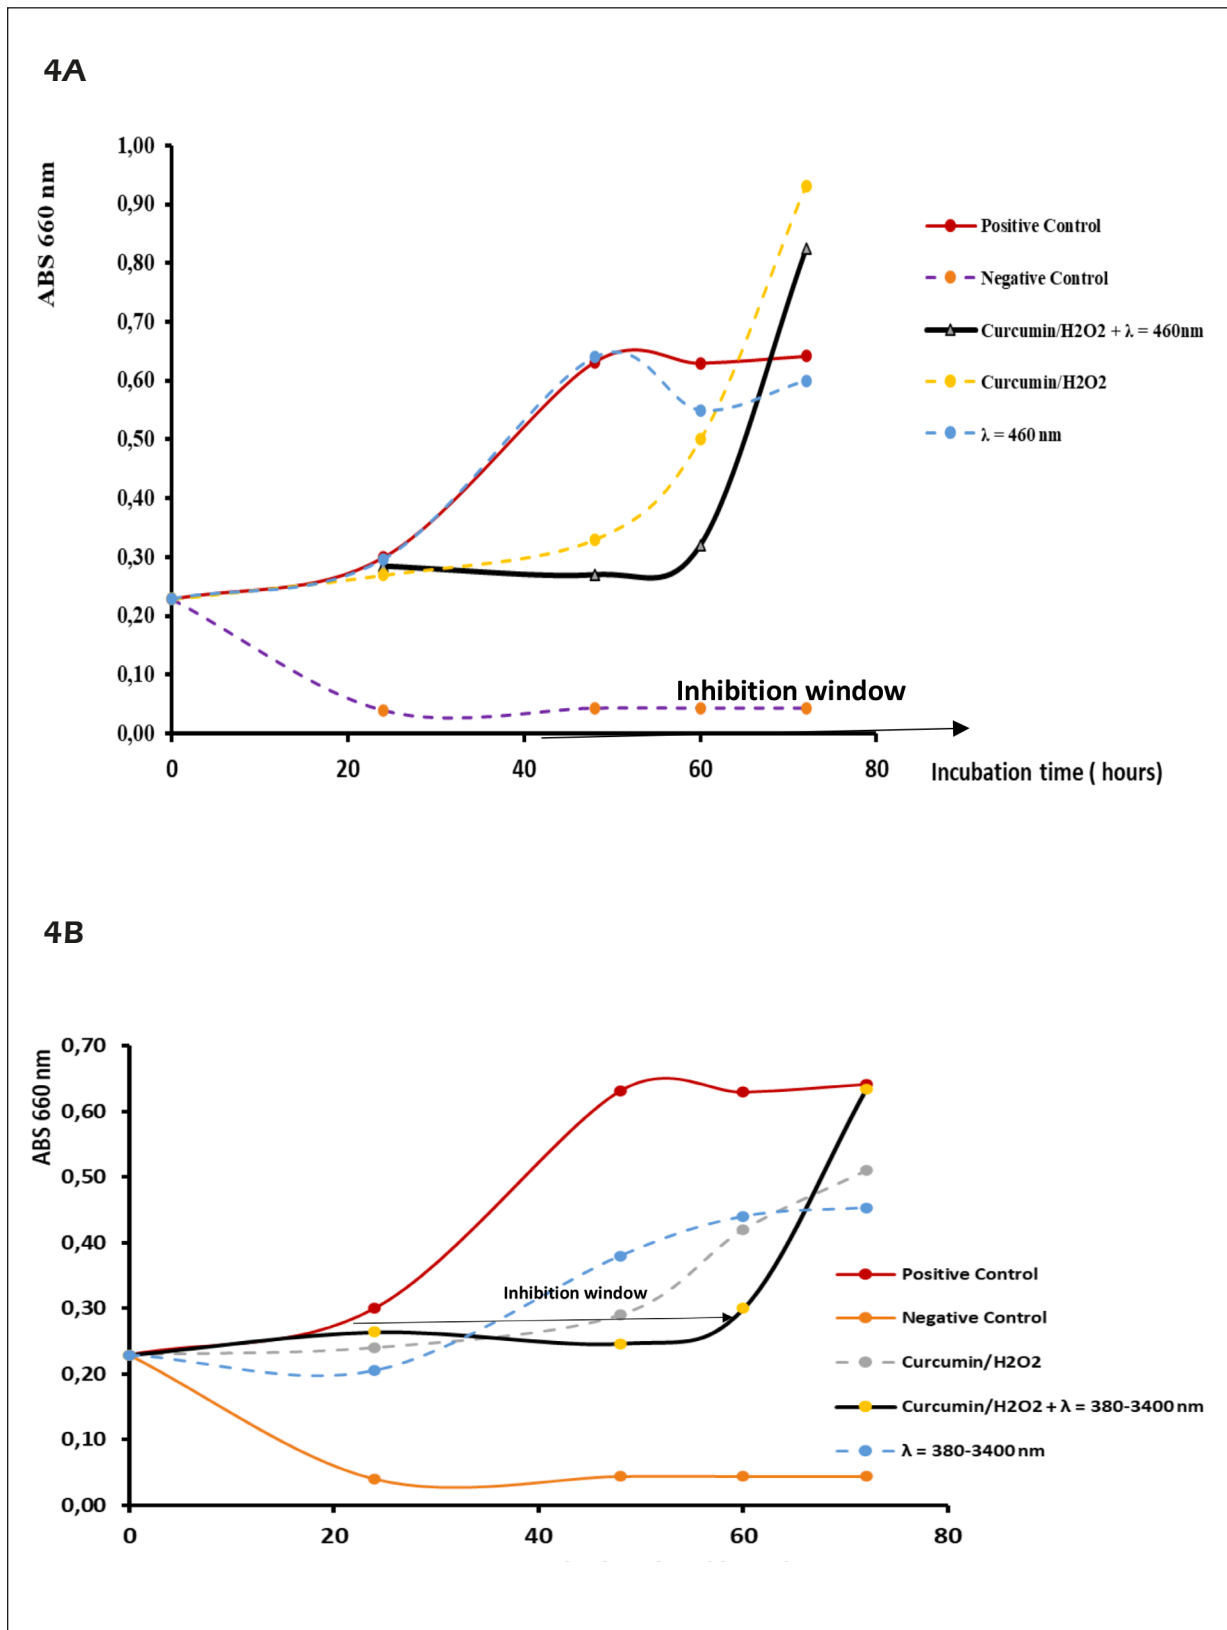 4A
ABS 660 nm
1,00
0,90
0,80
0,70
0,60
0,50
0,40
0,30
0,20
0,10
0,00
0
20
40
60
80
Incubation time ( hours)
Inhibition window
Positive Control
Negative Control
Curcumin/H2O2 + λ = 460nm
Curcumin/H2O2
λ = 460 nm
4B
ABS 660 nm
0,70
0,60
0,50
0,40
0,30
0,20
0,10
0,00
0
20
40
60
80
Inhibition window
Positive Control
Negative Control
Curcumin/H2O2
Curcumin/H2O2 + λ = 380-3400 nm
λ = 380-3400 nm